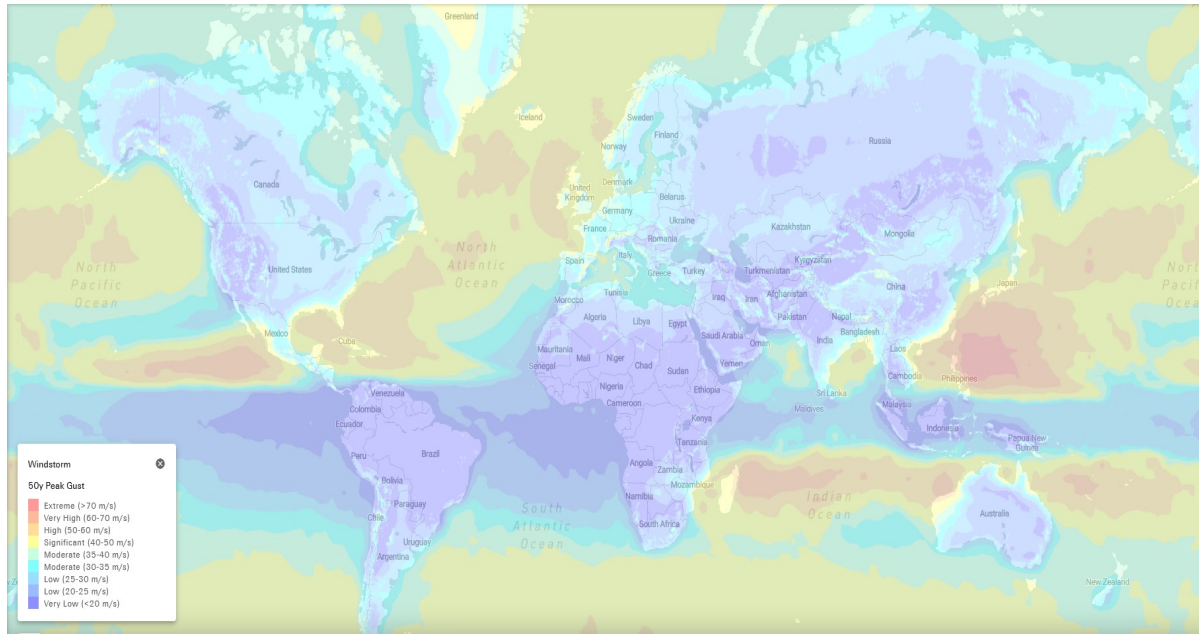 Greenland
Iceland
Sweden
Finland
Norway
Russia
United
Kingdom
Denmark
Canada
Belarus
Germany
Ukraine
France
Kazakhstan
Mongolia
Romania
North
Atlantic
Ocean
Spain
Italy
Kyrgyzstan
North
Pacific
Ocean
United States
Greece
Turkey
Turkmenistan
Japan
Tunisia
China
Morocco
Iraq
Iran
Afghanistan
Algeria
Libya
Egypt
Pakistan
Nepal
Mexico
Cuba
Saudi Arabia
Oman
India
Bangladesh
Mauritania
Mali
Niger
Chad
Laos
Senegal
Sudan
Yemen
Cambodia
Philippines
Nigeria
Ethiopia
Sri Lanka
Venezuela
Cameroon
Maldives
Malaysia
Colombia
Ecuador
Kenya
Indonesia
Papua New
Guinea
Tanzania
Peru
Brazil
Angola
Zambia
Bolivia
Mozambique
Namibia
Indian
Ocean
Paraguay
South
Atlantic
Ocean
Chile
South Africa
Australia
Uruguay
Argentina
New Zealand
Windstorm
50y Peak Gust
Extreme (>70 m/s)
Very High (60-70 m/s)
High (50-60 m/s)
Significant (40-50 m/s)
Moderate (35-40 m/s)
Moderate (30-35 m/s)
Low (25-30 m/s)
Low (20-25 m/s)
Very Low (<20 m/s)